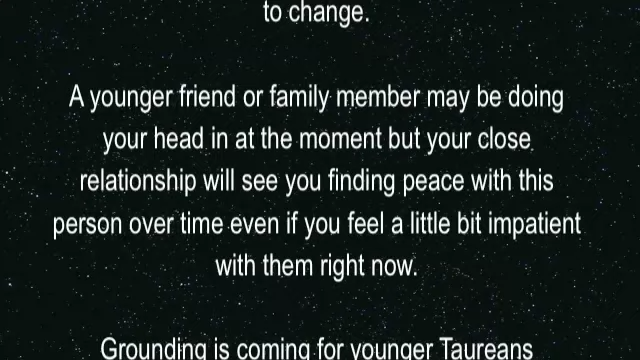 to change.
A younger friend or family member may be doing
your head in at the moment but your close
relationship will see you finding peace with this
person over time even if you feel a little bit impatient
with them right now.
Grounding is coming for younger Taureans